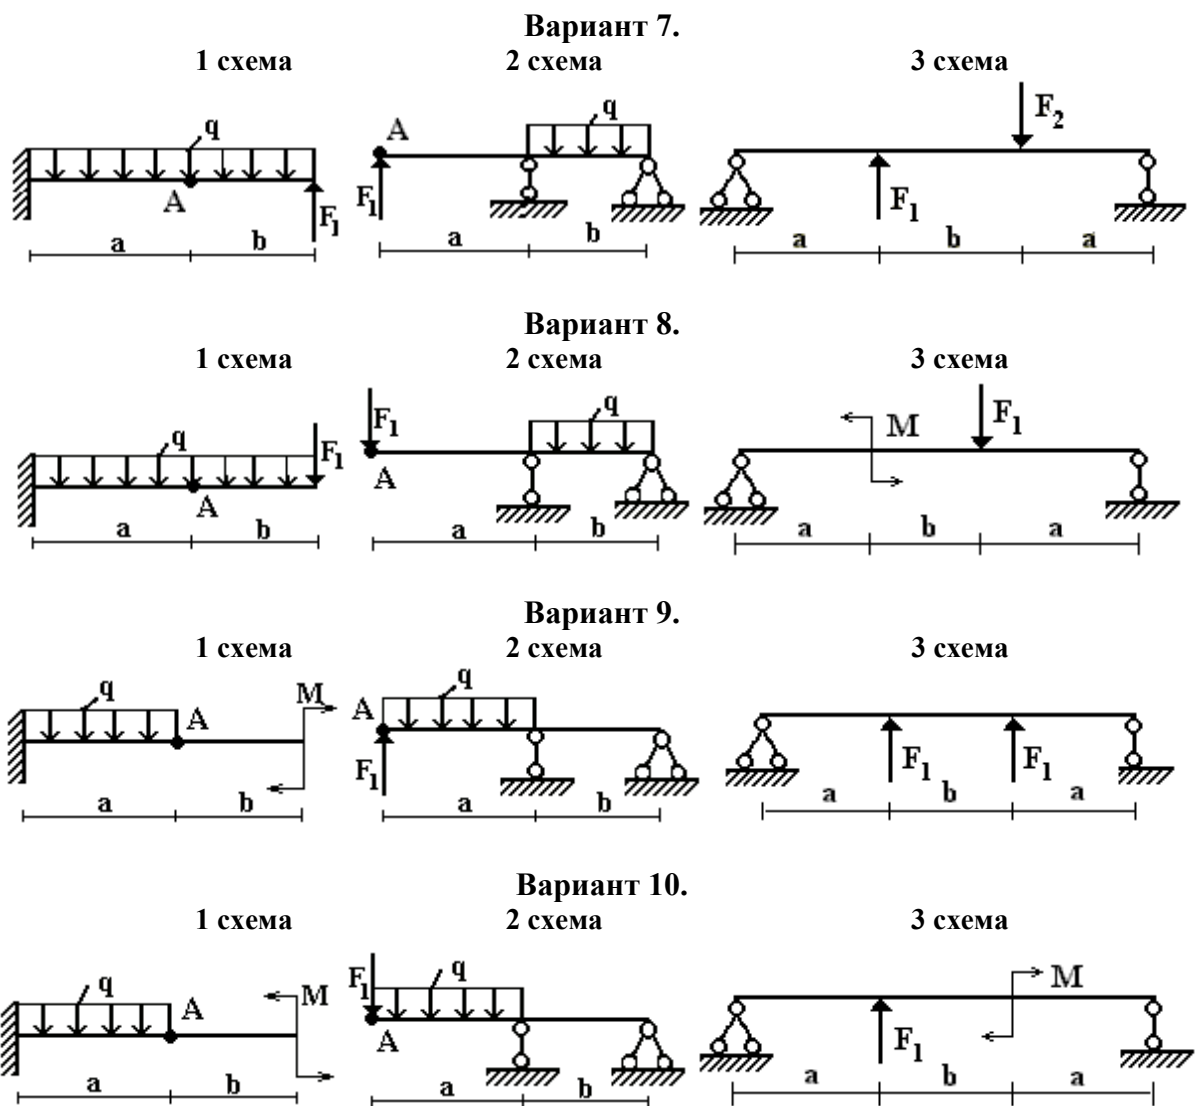 Вариант 7.
1 схема 2 схема 3 схема
q A q F₂
A F₁ F₁ F₁
a b a b a b a
Вариант 8.
1 схема 2 схема 3 схема
q F₁ F₁ q M F₁
A A
a b a b a b a
Вариант 9.
1 схема 2 схема 3 схема
q A M A q
F₁ F₁ F₁
a b a b a b a
Вариант 10.
1 схема 2 схема 3 схема
q A M F₁ q M
A F₁
a b a b a b a